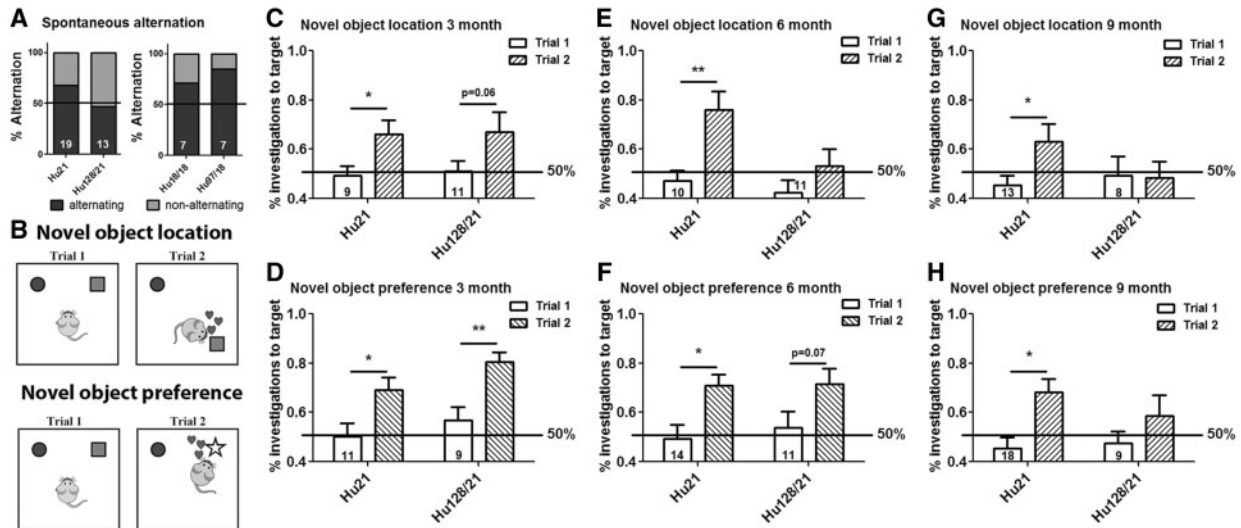 A Spontaneous alternation
% Alternation
100
50
0
19
13
Hu21
Hu128/21
% Alternation
100
50
0
7
7
Hu18/18
Hu97/18
alternating
non-alternating
B Novel object location
Trial 1
Trial 2
Novel object preference
Trial 1
Trial 2
C Novel object location 3 month
% investigations to target
1.0
0.8
0.6
0.4
Trial 1
Trial 2
*
p=0.06
50%
9
11
Hu21
Hu128/21
D Novel object preference 3 month
% investigations to target
1.0
0.8
0.6
0.4
Trial 1
Trial 2
*
**
50%
11
9
Hu21
Hu128/21
E Novel object location 6 month
% investigations to target
1.0
0.8
0.6
0.4
Trial 1
Trial 2
**
50%
10
11
Hu21
Hu128/21
F Novel object preference 6 month
% investigations to target
1.0
0.8
0.6
0.4
Trial 1
Trial 2
*
p=0.07
50%
14
11
Hu21
Hu128/21
G Novel object location 9 month
% investigations to target
1.0
0.8
0.6
0.4
Trial 1
Trial 2
*
50%
13
8
Hu21
Hu128/21
H Novel object preference 9 month
% investigations to target
1.0
0.8
0.6
0.4
Trial 1
Trial 2
*
50%
18
9
Hu21
Hu128/21